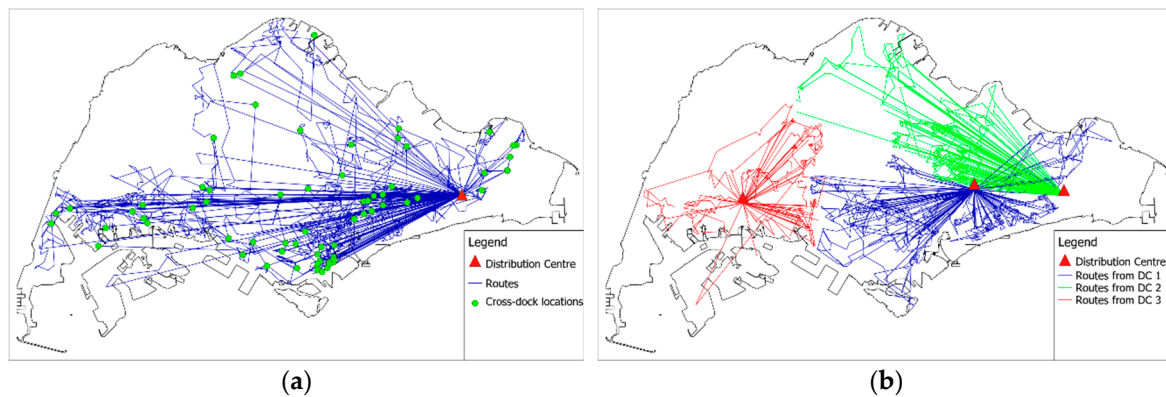 Legend
Distribution Centre
Routes
Cross-dock locations
(a)
Legend
Distribution Centre
Routes from DC 1
Routes from DC 2
Routes from DC 3
(b)